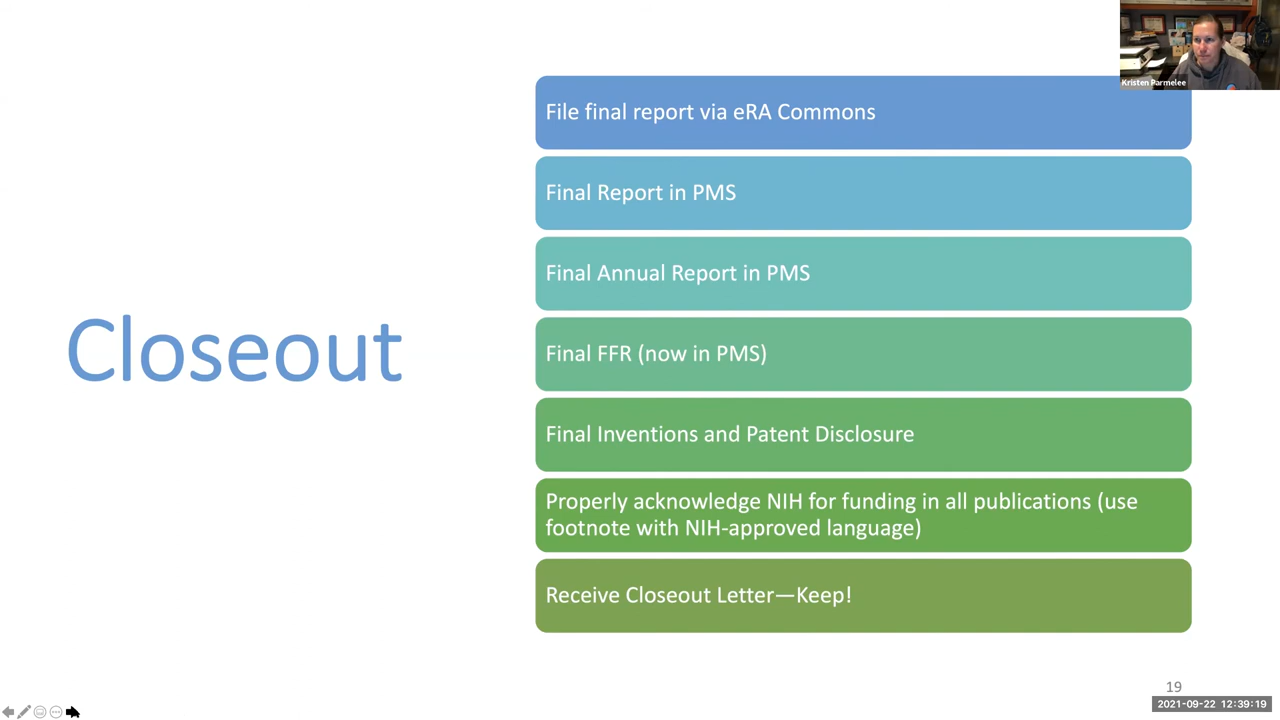 Kristen Parmelee
File final report via eRA Commons
Final Report in PMS
Final Annual Report in PMS
Closeout
Final FFR (now in PMS)
Final Inventions and Patent Disclosure
Properly acknowledge NIH for funding in all publications (use
footnote with NIH-approved language)
Receive Closeout Letter—Keep!
19
2021-09-22 12:39:19